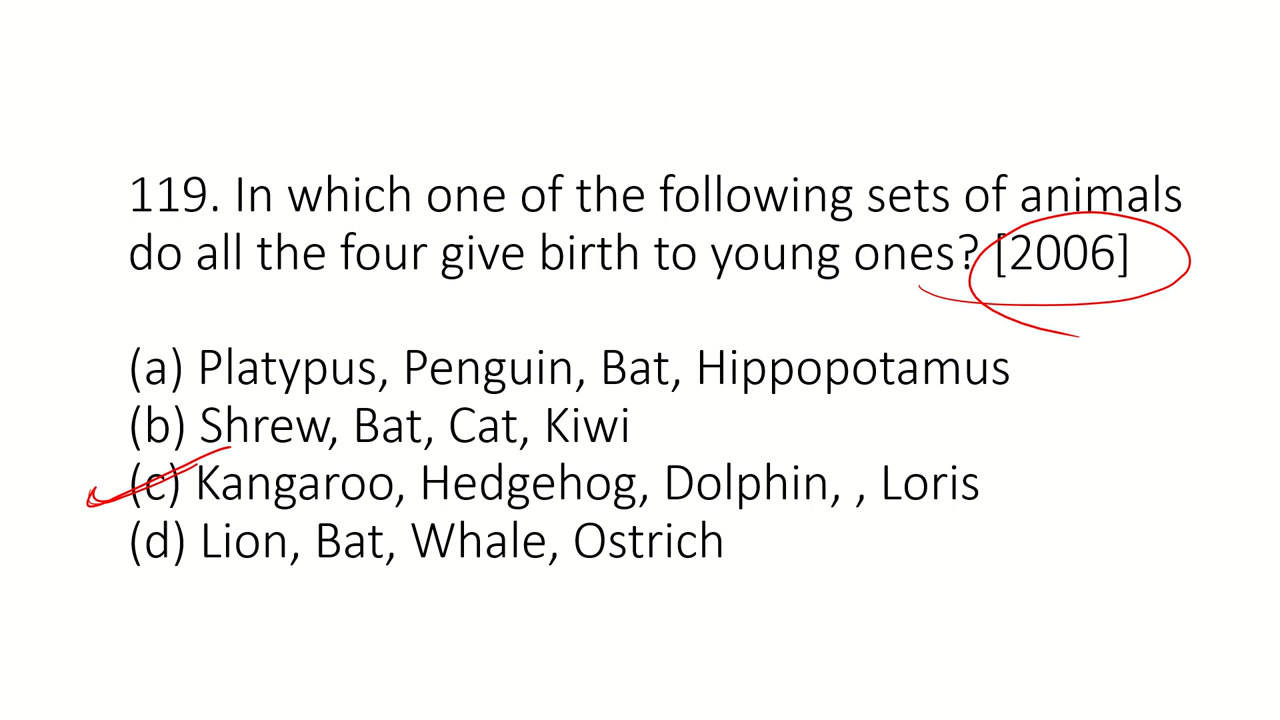 119. In which one of the following sets of animals
do all the four give birth to young ones? [2006]
(a) Platypus, Penguin, Bat, Hippopotamus
(b) Shrew, Bat, Cat, Kiwi
(c) Kangaroo, Hedgehog, Dolphin, , Loris
(d) Lion, Bat, Whale, Ostrich